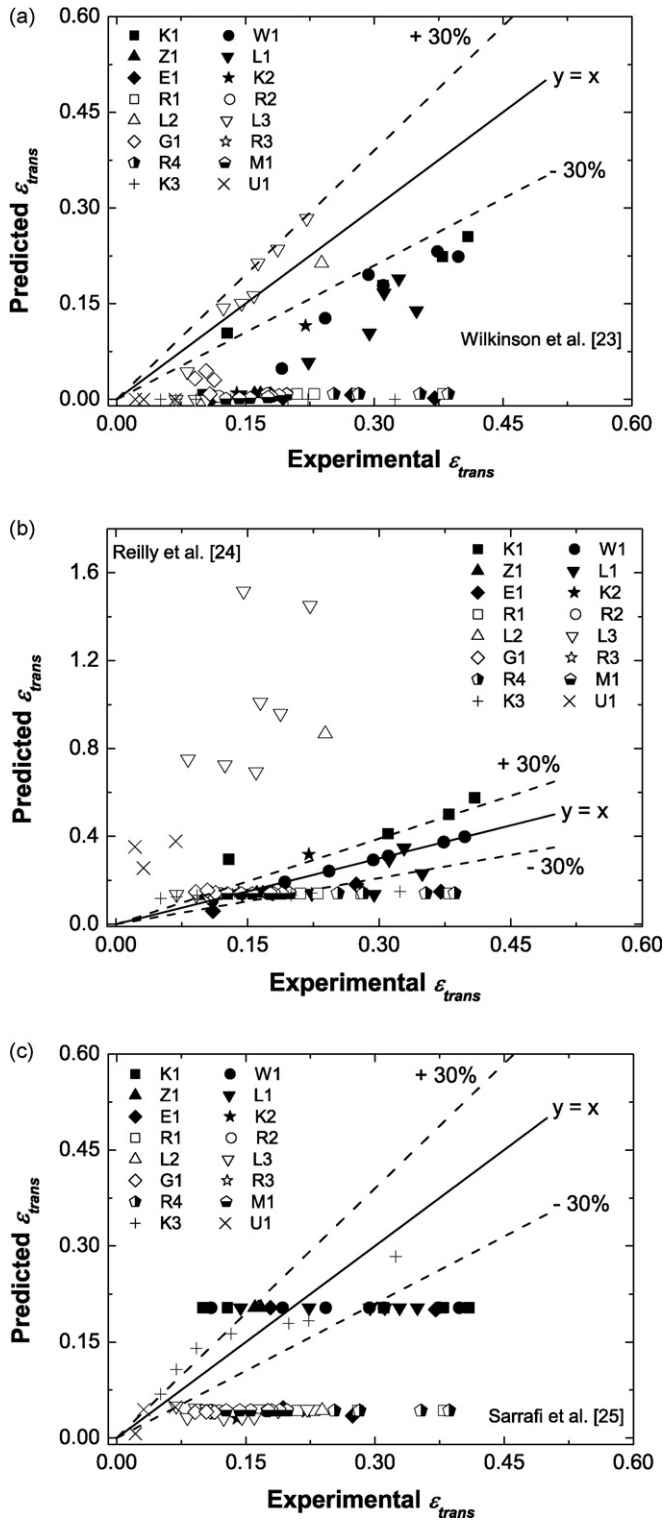 (a)
0.60
0.45
0.30
0.15
0.00
Predicted ε_trans
K1 W1
Z1 L1
E1 K2
R1 R2
L2 L3
G1 R3
R4 M1
K3 U1
+ 30%
y = x
- 30%
Wilkinson et al. [23]
0.00 0.15 0.30 0.45 0.60
Experimental ε_trans
(b)
Reilly et al. [24]
1.6
1.2
0.8
0.4
0.0
Predicted ε_trans
K1 W1
Z1 L1
E1 K2
R1 R2
L2 L3
G1 R3
R4 M1
K3 U1
+ 30%
y = x
- 30%
0.00 0.15 0.30 0.45 0.60
Experimental ε_trans
(c)
0.60
0.45
0.30
0.15
0.00
Predicted ε_trans
K1 W1
Z1 L1
E1 K2
R1 R2
L2 L3
G1 R3
R4 M1
K3 U1
+ 30%
y = x
- 30%
Sarrafi et al. [25]
0.00 0.15 0.30 0.45 0.60
Experimental ε_trans